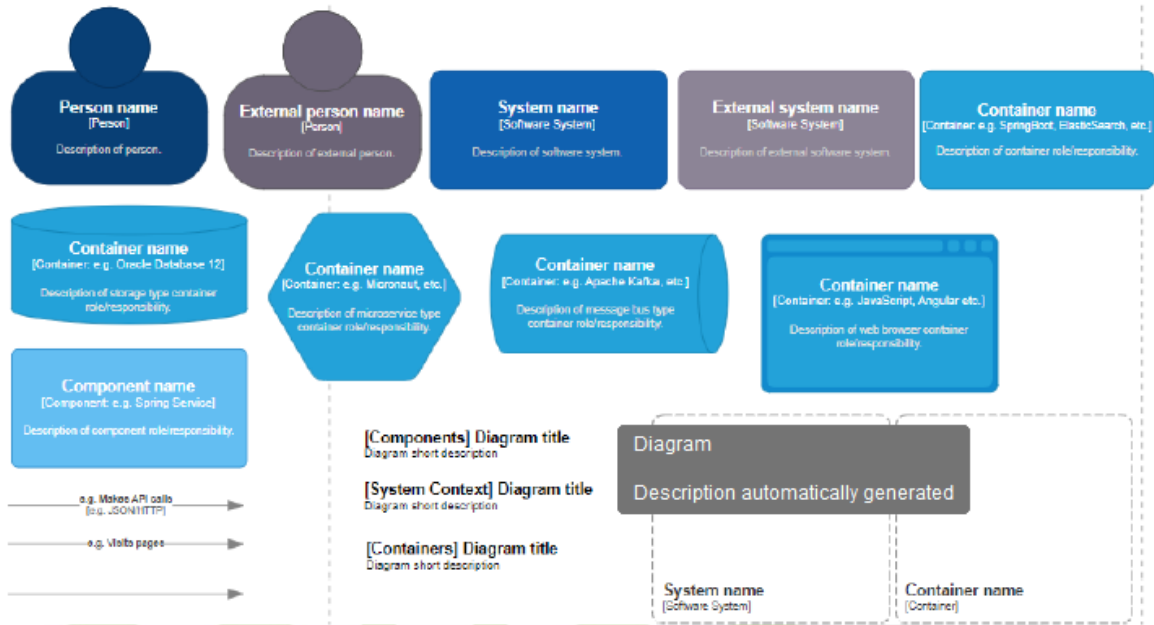 Person name
[Person]
Description of person.
External person name
[Person]
Description of external person.
System name
[Software System]
Description of software system.
External system name
[Software System]
Description of external software system.
Container name
[Container: e.g. SpringBoot, ElasticSearch, etc.]
Description of container role/responsibility.
Container name
[Container: e.g. Oracle Database 12]
Description of storage type container
role/responsibility.
Container name
[Container: e.g. Micronaut, etc.]
Description of microservice type
container role/responsibility.
Container name
[Container: e.g. Apache Kafka, etc.]
Description of message bus type
container role/responsibility.
Container name
[Container: e.g. JavaScript, Angular etc.]
Description of web browser container
role/responsibility.
Component name
[Component: e.g. Spring Service]
Description of component role/responsibility.
e.g. Makes API calls
[e.g. JSON/HTTP]
e.g. Visits pages
[Components] Diagram title
Diagram short description
[System Context] Diagram title
Diagram short description
[Containers] Diagram title
Diagram short description
Diagram
Description automatically generated
System name
[Software System]
Container name
[Container]